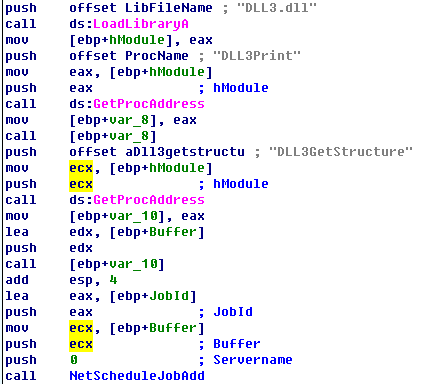 push offset LibFileName ; "DLL3.dll"
call ds:LoadLibraryA
mov [ebp+hModule], eax
push offset ProcName ; "DLL3Print"
mov eax, [ebp+hModule]
push eax ; hModule
call ds:GetProcAddress
mov [ebp+var_8], eax
call [ebp+var_8]
push offset aDll3getstructu ; "DLL3GetStructure"
mov ecx, [ebp+hModule]
push ecx ; hModule
call ds:GetProcAddress
mov [ebp+var_10], eax
lea edx, [ebp+Buffer]
push edx
call [ebp+var_10]
add esp, 4
lea eax, [ebp+JobId]
push eax ; JobId
mov ecx, [ebp+Buffer]
push ecx ; Buffer
push 0 ; Servername
call NetScheduleJobAdd